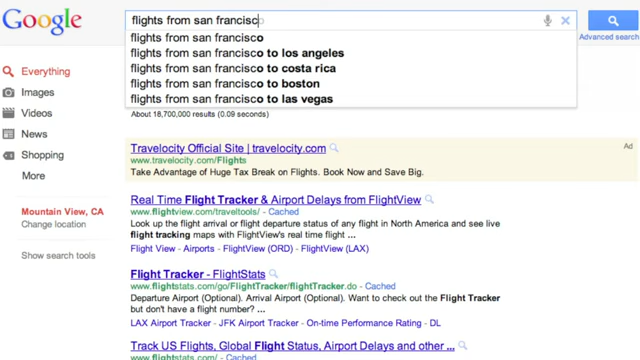 Google
flights from san francisco
Advanced search
flights from san francisco
flights from san francisco to los angeles
flights from san francisco to costa rica
flights from san francisco to boston
flights from san francisco to las vegas
About 18,700,000 results (0.09 seconds)
Everything
Images
Videos
News
Shopping
More
Mountain View, CA
Change location
Show search tools
Travelocity Official Site | travelocity.com
Ad
www.travelocity.com/Flights
Take Advantage of Huge Tax Break on Flights. Book Now and Save Big.
Real Time Flight Tracker & Airport Delays from FlightView
www.flightview.com/traveltools/ - Cached
Look up the flight arrival or flight departure status of any flight in North America and see live
flight tracking maps with FlightView's real time flight ...
Flight View - Airports - FlightView (ORD) - FlightView (LAX)
Flight Tracker - FlightStats
www.flightstats.com/go/FlightTracker/flightTracker.do - Cached
Departure Airport (Optional). Arrival Airport (Optional). Want to check out the Flight Tracker
but don't have a flight number? ...
LAX Airport Tracker - JFK Airport Tracker - On-time Performance Rating - DL
Track US Flights, Global Flight Status, Airport Delays and other ...
www.flightstats.com/ - Cached